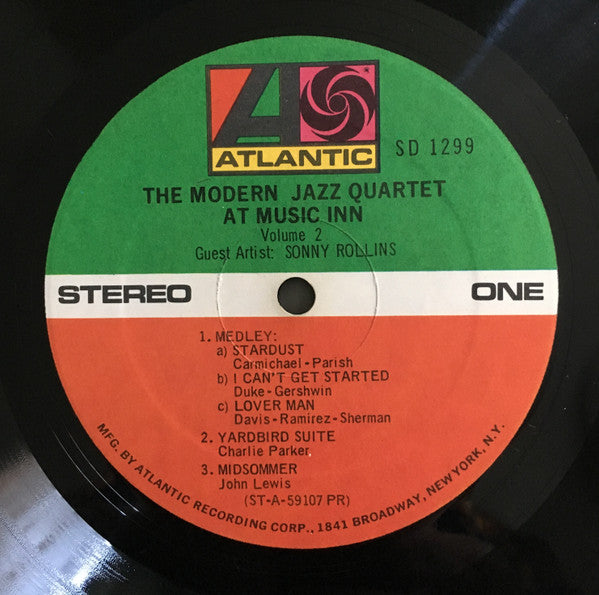 ATLANTIC
SD 1299
THE MODERN JAZZ QUARTET
AT MUSIC INN
Volume 2
Guest Artist: SONNY ROLLINS
STEREO
ONE
1. MEDLEY:
a) STARDUST
Carmichael-Parish
b) I CAN'T GET STARTED
Duke-Gershwin
c) LOVER MAN
Davis-Ramirez-Sherman
2. YARDBIRD SUITE
Charlie Parker
3. MIDSOMMER
John Lewis
(ST-A-59107 PR)
MFG. BY ATLANTIC RECORDING CORP., 1841 BROADWAY, NEW YORK, N.Y.